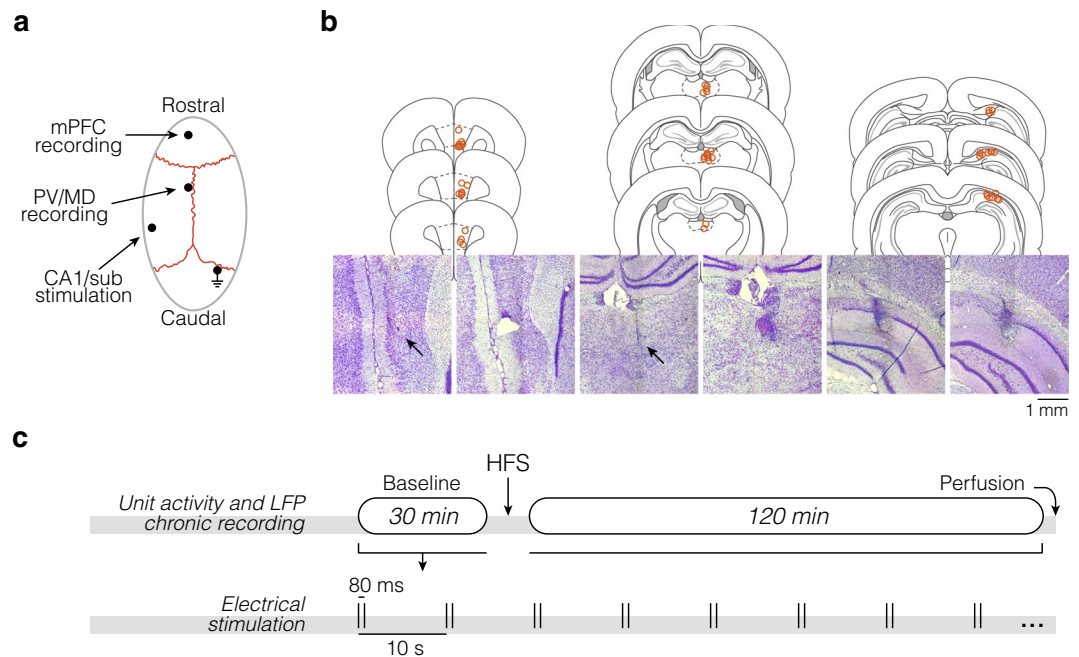 a
Rostral
mPFC
recording
PV/MD
recording
CA1/sub
stimulation
Caudal
b
1 mm
c
HFS
Baseline
Perfusion
Unit activity and LFP
chronic recording
30 min
120 min
80 ms
Electrical
stimulation
10 s
...